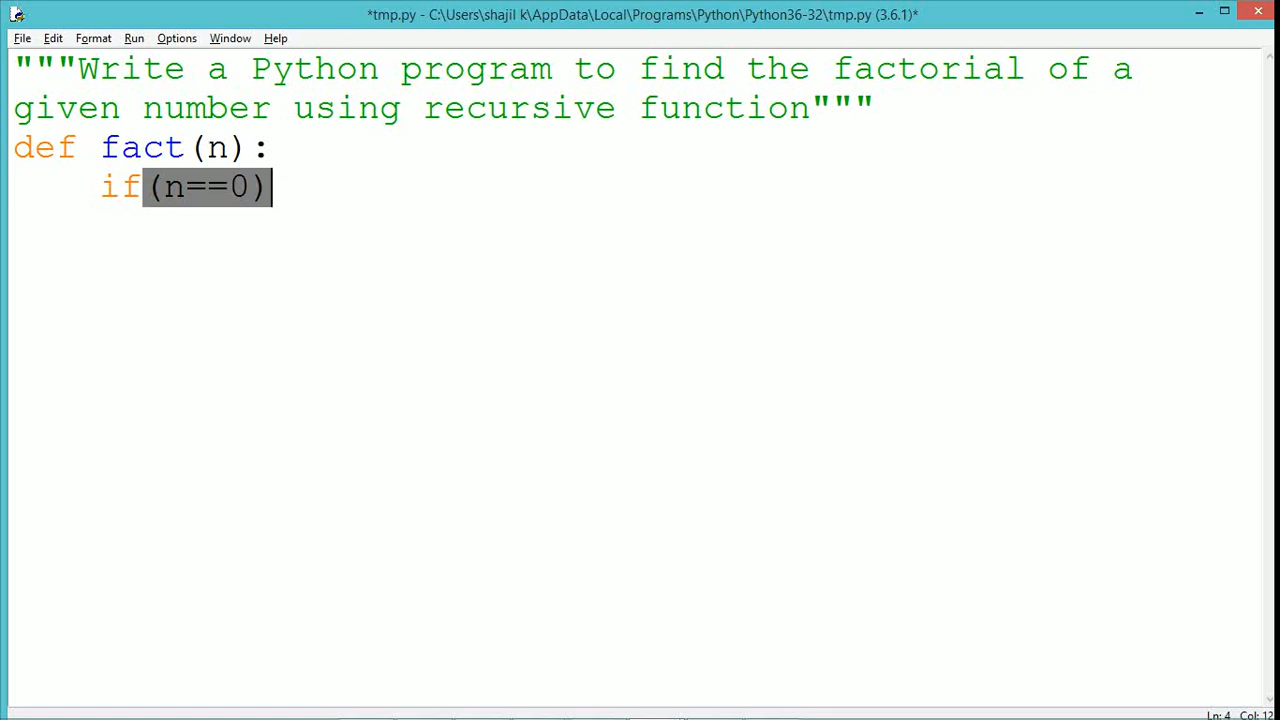 *tmp.py - C:\Users\shajil k\AppData\Local\Programs\Python\Python36-32\tmp.py (3.6.1)*
File Edit Format Run Options Window Help
"""Write a Python program to find the factorial of a
given number using recursive function"""
def fact(n):
    if(n==0)
Ln: 4 Col: 12